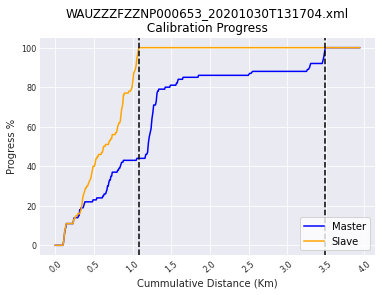 WAUZZZFZZNP000653_20201030T131704.xml
Calibration Progress
Progress %
100
80
60
40
20
0
0.0 0.5 1.0 1.5 2.0 2.5 3.0 3.5 4.0
Cummulative Distance (Km)
Master
Slave